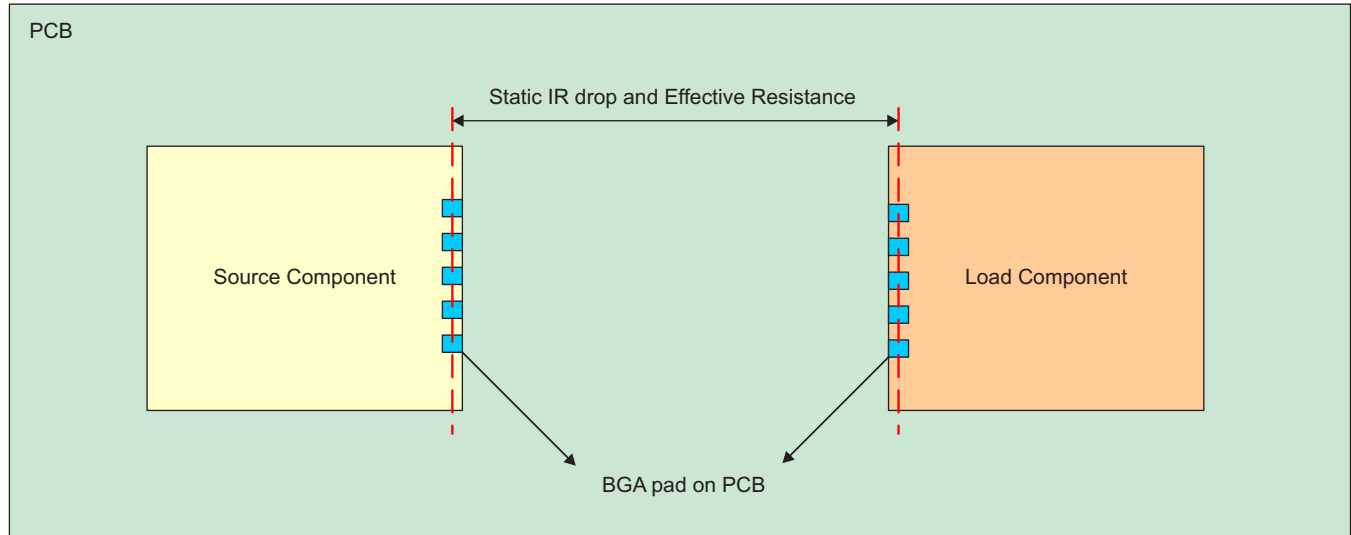 PCB
Static IR drop and Effective Resistance
Source Component
Load Component
BGA pad on PCB